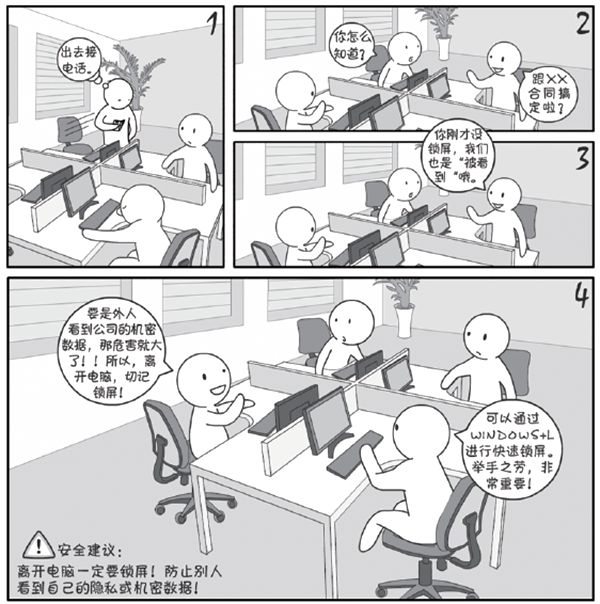 1
出去接
电话。
2
你怎么
知道?
跟XX
合同搞
定啦?
3
你刚才没
锁屏,我们
也是“被看
到“哦。
4
要是外人
看到公司的机密
数据,那危害就大
了!!所以,离
开电脑,切记
锁屏!
可以通过
WINDOWS+L
进行快速锁屏。
举手之劳,非
常重要!
安全建议:
离开电脑一定要锁屏!防止别人
看到自己的隐私或机密数据!